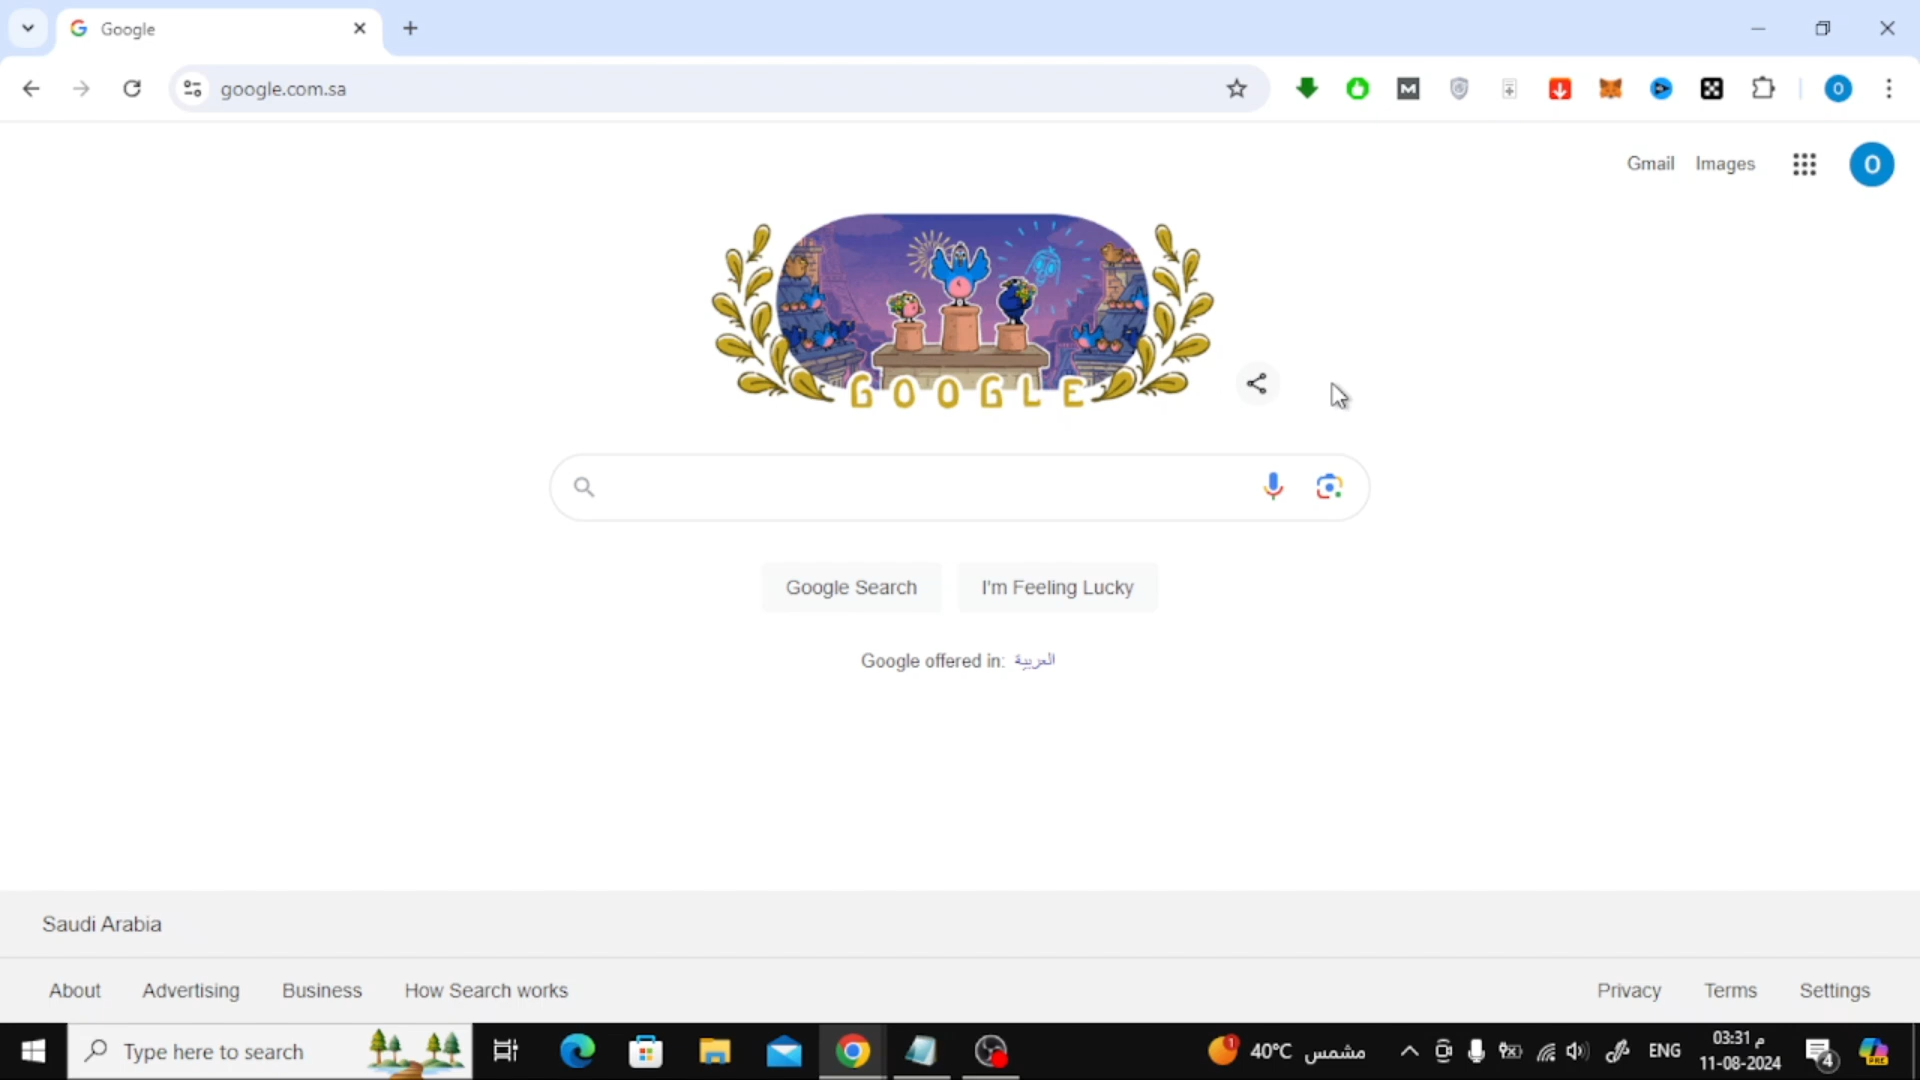 Google
google.com.sa
Gmail Images
O
GOOGLE
Google Search I'm Feeling Lucky
Google offered in: العربية
Saudi Arabia
About Advertising Business How Search works Privacy Terms Settings
Type here to search
40°C مشمس
ENG
03:31 م
11-08-2024
4